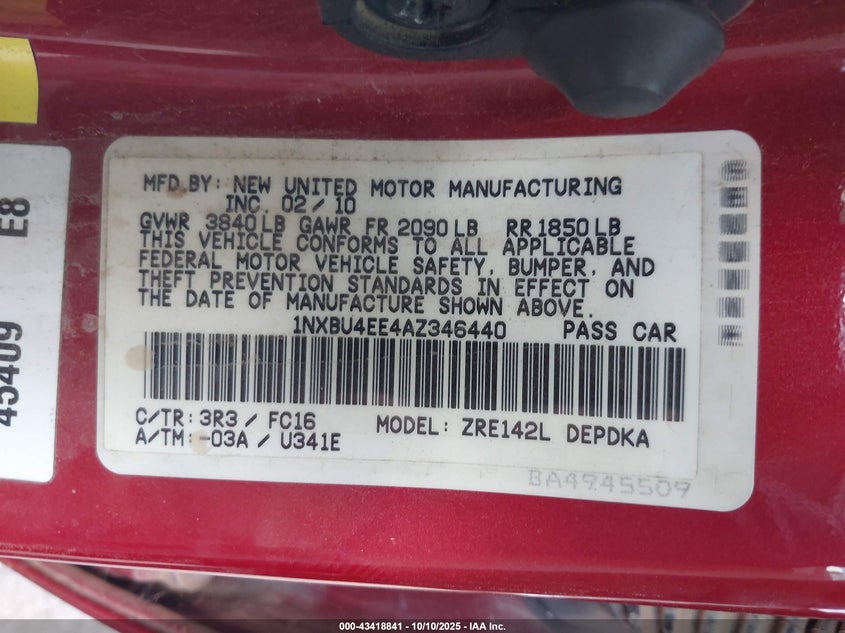 MFD BY: NEW UNITED MOTOR MANUFACTURING
INC. 02/10
GVWR 3840 LB GAWR FR 2090 LB RR 1850 LB
THIS VEHICLE CONFORMS TO ALL APPLICABLE
FEDERAL MOTOR VEHICLE SAFETY, BUMPER, AND
THEFT PREVENTION STANDARDS IN EFFECT ON
THE DATE OF MANUFACTURE SHOWN ABOVE.
1NXBU4EE4AZ346440 PASS CAR
C/TR: 3R3 / FC16 MODEL: ZRE142L DEPDKA
A/TM: -03A / U341E
BA4945509
E8
45409
000-43418841 - 10/10/2025 - IAA Inc.